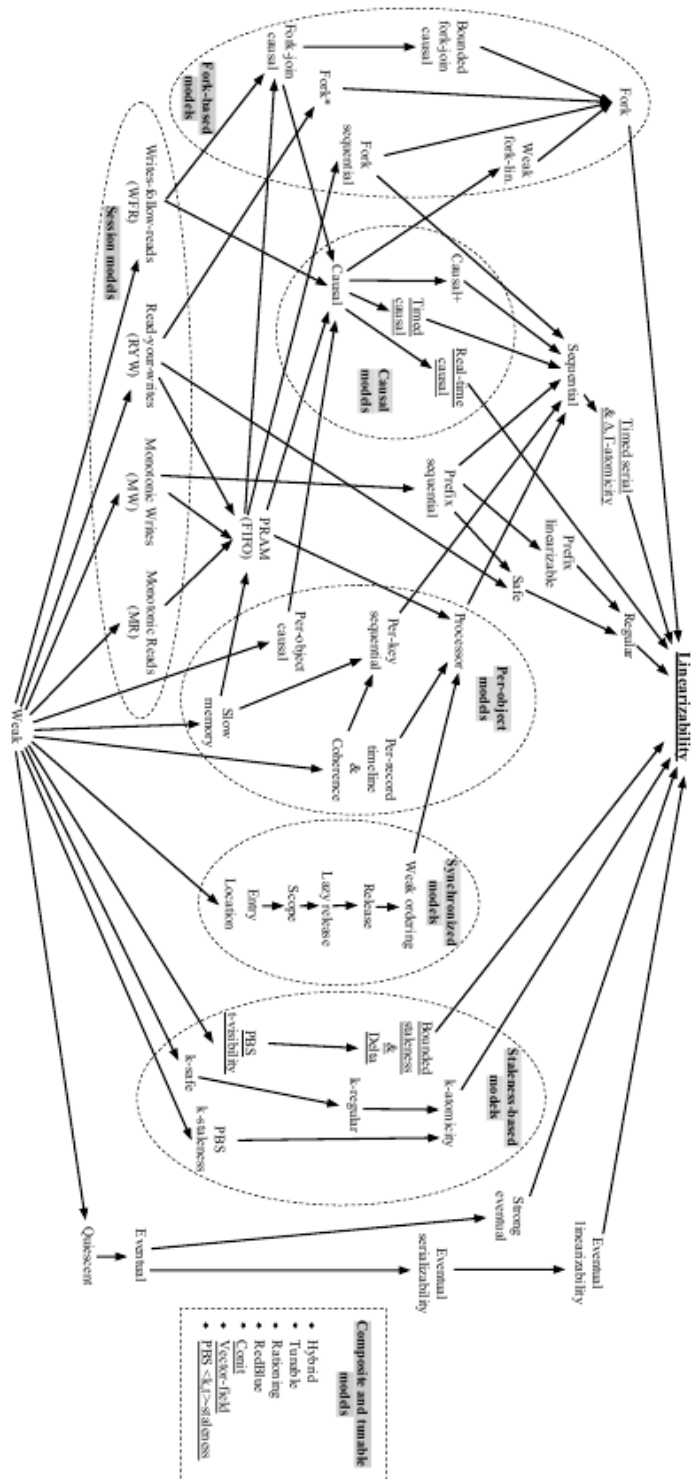 Linearizability
Fork
Timed serial
& Δ,Γ-atomicity
Sequential
Regular
Prefix
linearizable
Safe
Prefix
sequential
Bounded
fork-join
causal
Weak
fork-lin.
Fork
sequential
Fork*
Fork-join
causal
Fork-based
models
Causal+
Timed
causal
Real-time
causal
Causal
Causal
models
PRAM
(FIFO)
Writes-follow-reads
(WFR)
Read-your-writes
(RYW)
Monotonic Writes
(MW)
Monotonic Reads
(MR)
Session models
Per-object
models
Processor
Per-key
sequential
Per-record
timeline
&
Coherence
Per-object
causal
Slow
memory
Synchronized
models
Weak ordering
Release
Lazy release
Scope
Entry
Location
Staleness-based
models
Bounded
staleness
&
Delta
k-atomicity
k-regular
PBS
t-visibility
k-safe
PBS
k-staleness
Eventual
linearizability
Strong
eventual
Eventual
serializability
Eventual
Quiescent
Weak
Composite and tunable
models
• Hybrid
• Tunable
• Rationing
• RedBlue
• Conit
• Vector-field
• PBS <k,t>-staleness